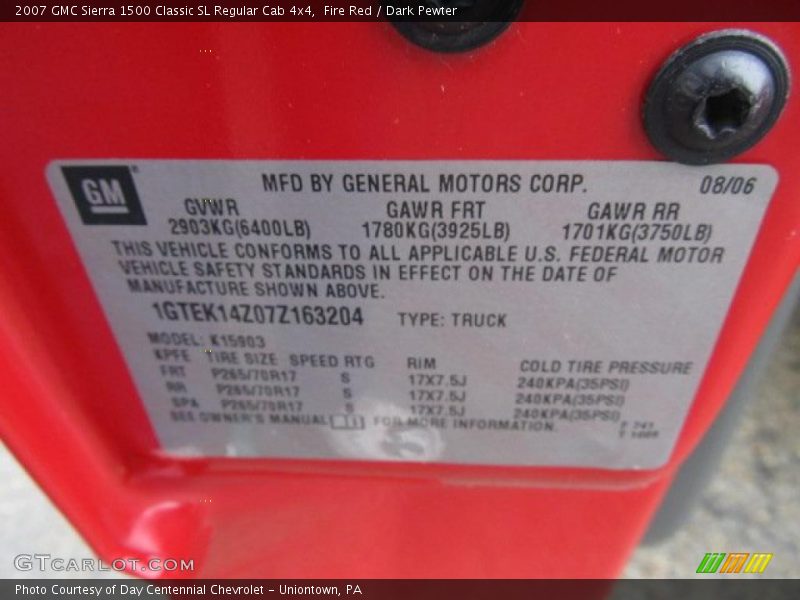 2007 GMC Sierra 1500 Classic SL Regular Cab 4x4,  Fire Red / Dark Pewter
GM
MFD BY GENERAL MOTORS CORP. 08/06
GVWR GAWR FRT GAWR RR
2903KG(6400LB) 1780KG(3925LB) 1701KG(3750LB)
THIS VEHICLE CONFORMS TO ALL APPLICABLE U.S. FEDERAL MOTOR
VEHICLE SAFETY STANDARDS IN EFFECT ON THE DATE OF
MANUFACTURE SHOWN ABOVE.
1GTEK14Z07Z163204 TYPE: TRUCK
MODEL: K15903
KPFE TIRE SIZE SPEED RTG RIM COLD TIRE PRESSURE
FRT P265/70R17 S 17X7.5J 240KPA(35PSI)
RR P265/70R17 S 17X7.5J 240KPA(35PSI)
SPA P265/70R17 S 17X7.5J 240KPA(35PSI)
SEE OWNER'S MANUAL FOR MORE INFORMATION.
GTCarLot.com
Photo Courtesy of Day Centennial Chevrolet - Uniontown, PA